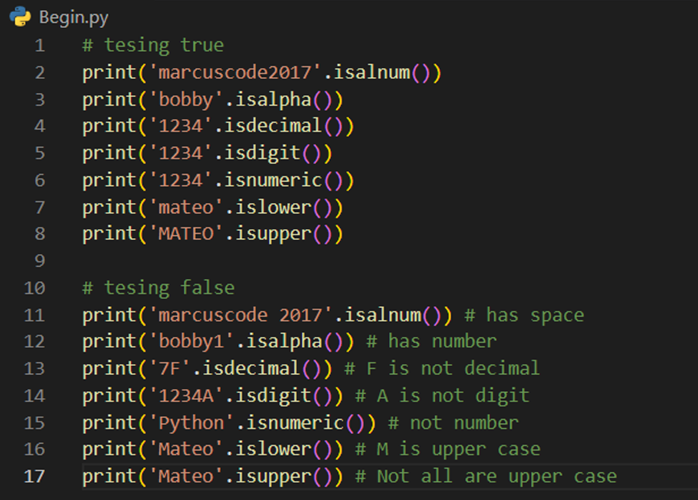 Begin.py
1 # tesing true
2 print('marcuscode2017'.isalnum())
3 print('bobby'.isalpha())
4 print('1234'.isdecimal())
5 print('1234'.isdigit())
6 print('1234'.isnumeric())
7 print('mateo'.islower())
8 print('MATEO'.isupper())
9
10 # tesing false
11 print('marcuscode 2017'.isalnum()) # has space
12 print('bobby1'.isalpha()) # has number
13 print('7F'.isdecimal()) # F is not decimal
14 print('1234A'.isdigit()) # A is not digit
15 print('Python'.isnumeric()) # not number
16 print('Mateo'.islower()) # M is upper case
17 print('Mateo'.isupper()) # Not all are upper case